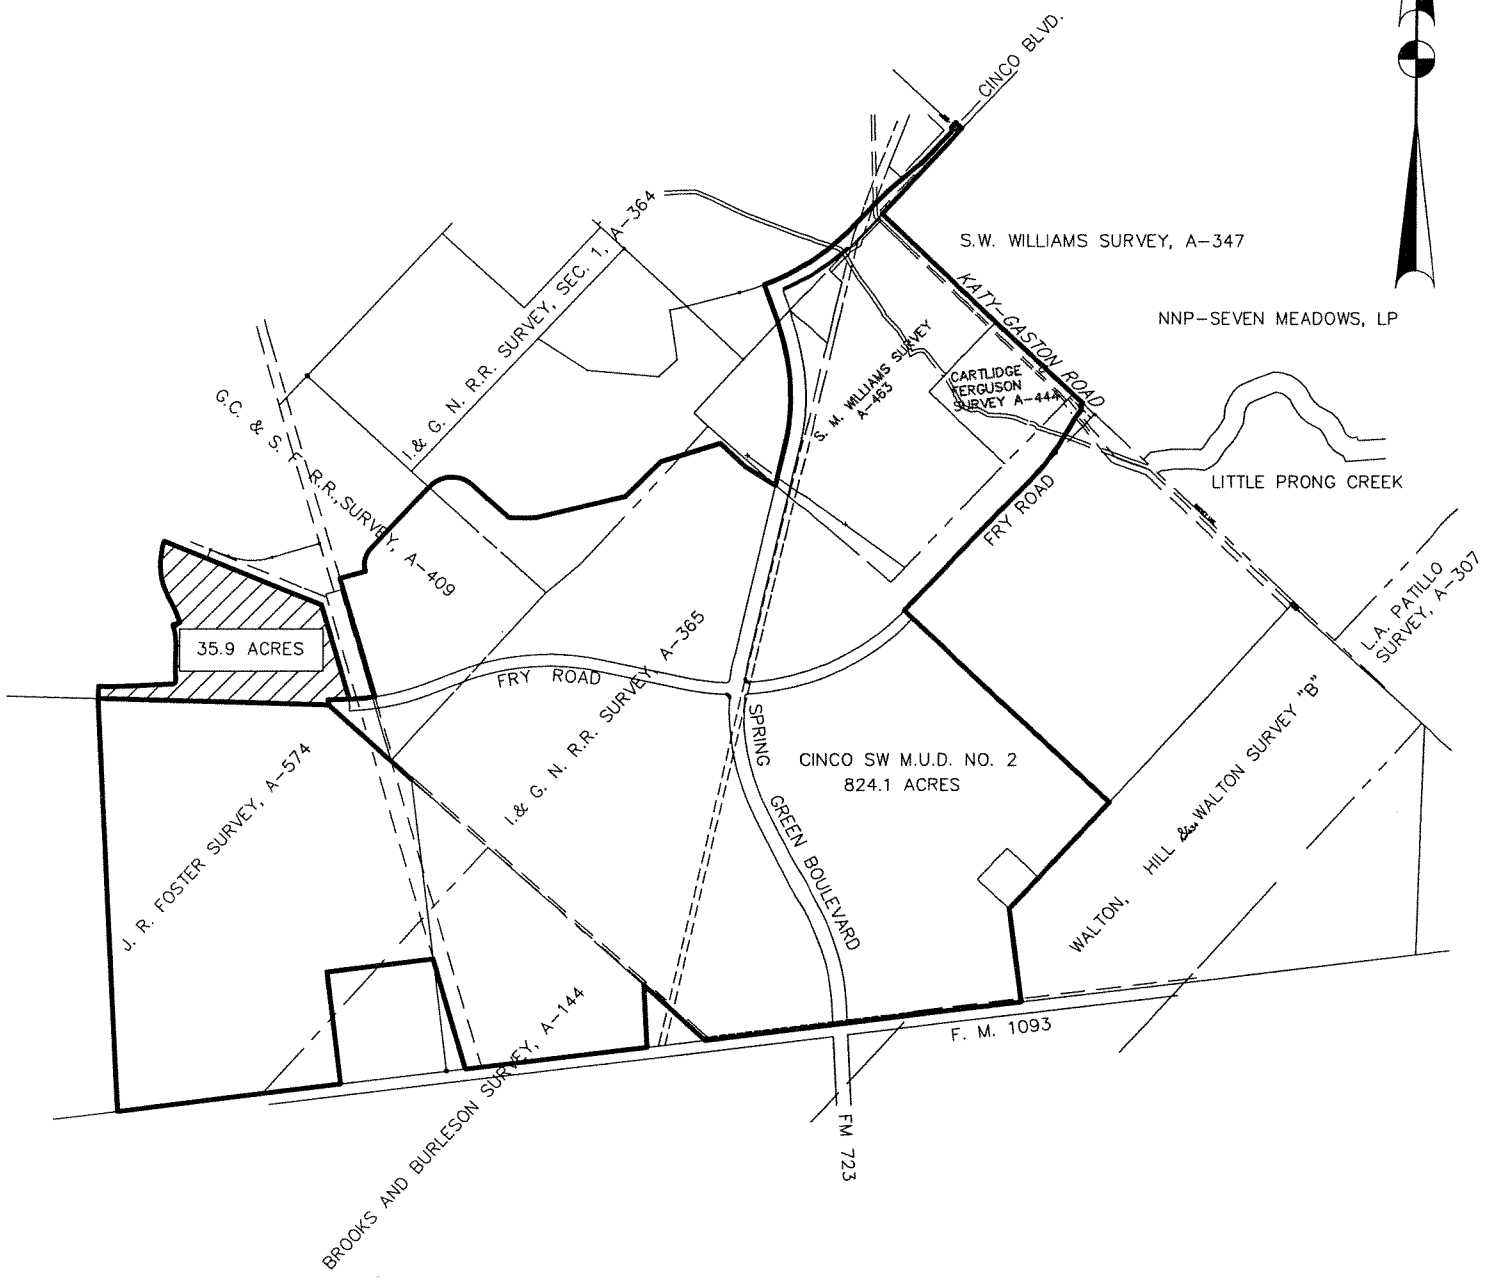 CINCO BLVD.
S.W. WILLIAMS SURVEY, A-347
I.& G. N. R.R. SURVEY, SEC. 1, A-364
KATY-GASTON ROAD
NNP-SEVEN MEADOWS, LP
S. M. WILLIAMS SURVEY
A-463
CARTLIDGE
FERGUSON
SURVEY A-444
G.C. & S. F. R.R., SURVEY, A-409
LITTLE PRONG CREEK
FRY ROAD
L.A. PATILLO
SURVEY, A-307
35.9 ACRES
FRY ROAD
I.& G. N. R.R. SURVEY A-365
SPRING GREEN BOULEVARD
CINCO SW M.U.D. NO. 2
824.1 ACRES
WALTON, HILL & WALTON SURVEY "B"
J. R. FOSTER SURVEY, A-574
F. M. 1093
BROOKS AND BURLESON SURVEY, A-144
FM 723